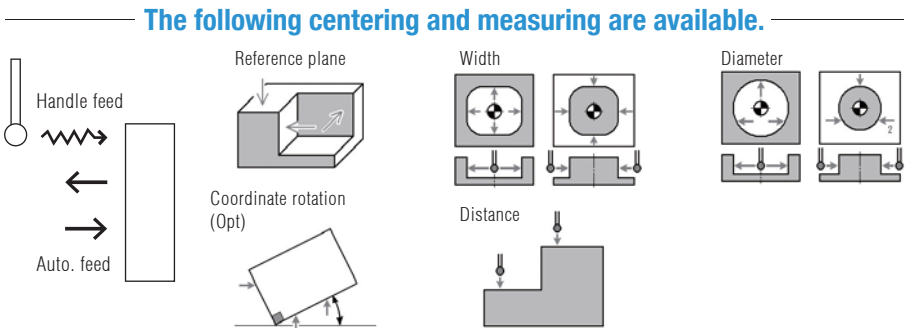 The following centering and measuring are available.
Handle feed
Auto. feed
Reference plane
Coordinate rotation
(Opt)
Width
Distance
Diameter
2